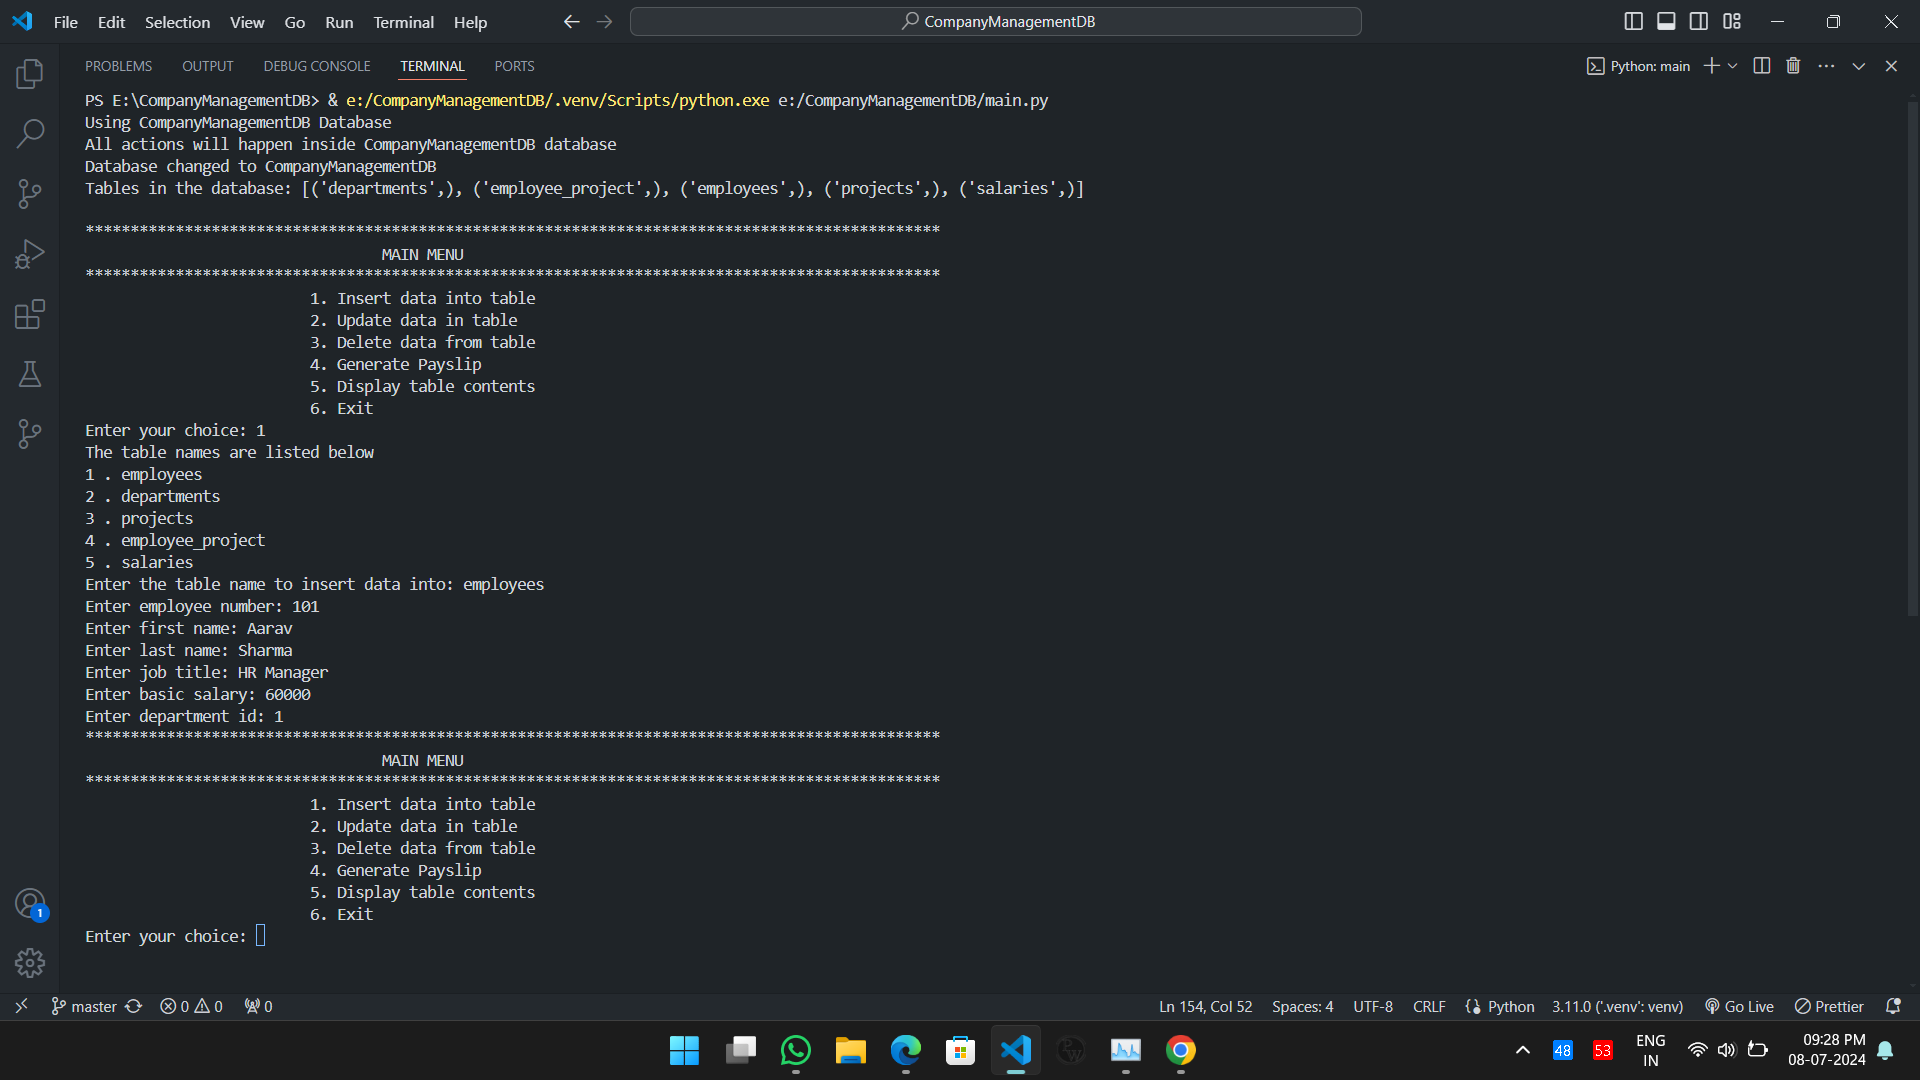 File Edit Selection View Go Run Terminal Help CompanyManagementDB
PROBLEMS OUTPUT DEBUG CONSOLE TERMINAL PORTS Python: main
PS E:\CompanyManagementDB> & e:/CompanyManagementDB/.venv/Scripts/python.exe e:/CompanyManagementDB/main.py
Using CompanyManagementDB Database
All actions will happen inside CompanyManagementDB database
Database changed to CompanyManagementDB
Tables in the database: [('departments',), ('employee_project',), ('employees',), ('projects',), ('salaries',)]
***********************************************************************************************
MAIN MENU
***********************************************************************************************
1. Insert data into table
2. Update data in table
3. Delete data from table
4. Generate Payslip
5. Display table contents
6. Exit
Enter your choice: 1
The table names are listed below
1 . employees
2 . departments
3 . projects
4 . employee_project
5 . salaries
Enter the table name to insert data into: employees
Enter employee number: 101
Enter first name: Aarav
Enter last name: Sharma
Enter job title: HR Manager
Enter basic salary: 60000
Enter department id: 1
***********************************************************************************************
MAIN MENU
***********************************************************************************************
1. Insert data into table
2. Update data in table
3. Delete data from table
4. Generate Payslip
5. Display table contents
6. Exit
Enter your choice:
1
master 0 0 0 Ln 154, Col 52 Spaces: 4 UTF-8 CRLF Python 3.11.0 ('.venv': venv) Go Live Prettier
48 53 ENG IN 09:28 PM
08-07-2024